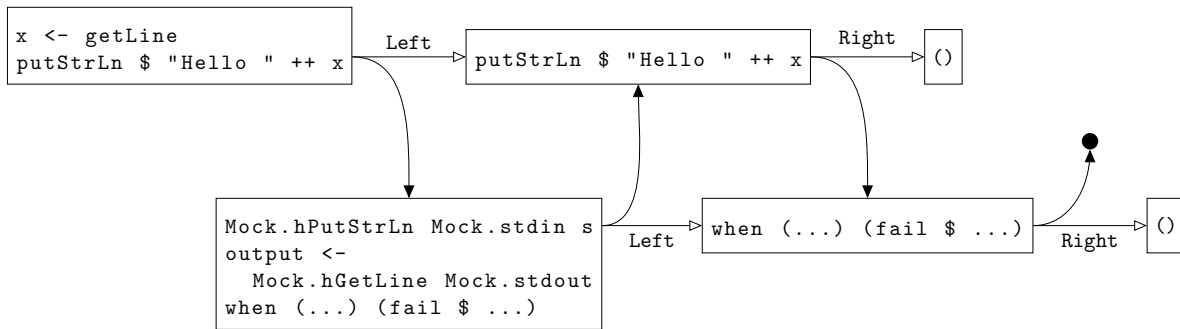 x <- getLine
putStrLn $ "Hello " ++ x
Left
putStrLn $ "Hello " ++ x
Right
()
Mock.hPutStrLn Mock.stdin s
output <-
  Mock.hGetLine Mock.stdout
when (...) (fail $ ...)
Left
when (...) (fail $ ...)
Right
()